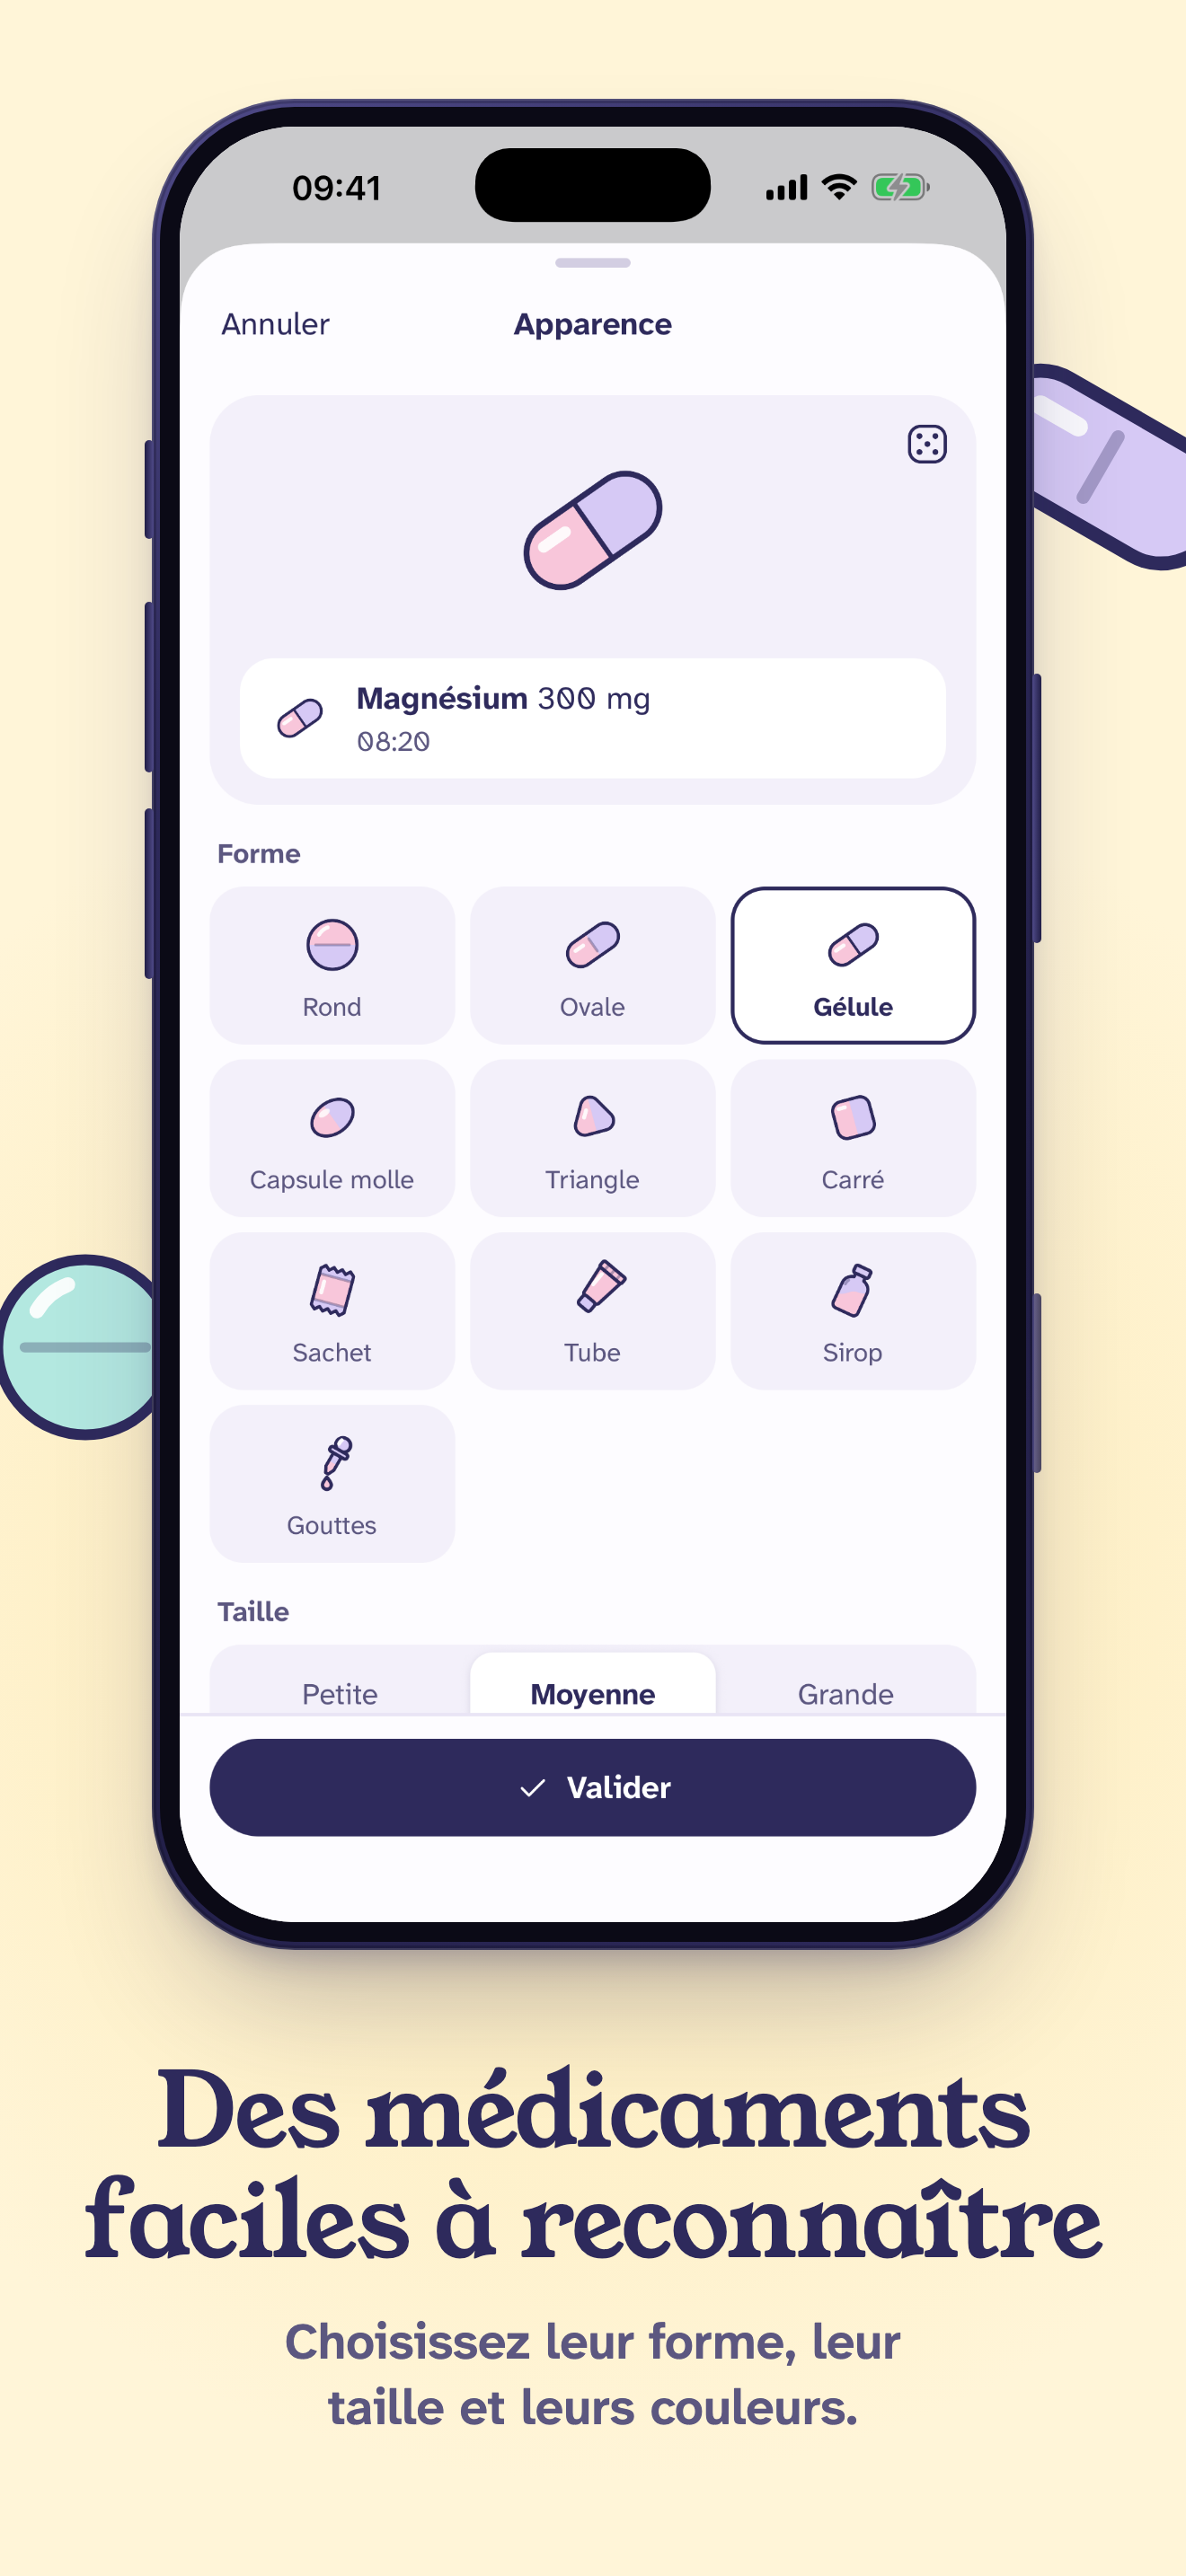 09:41
Annuler
Apparence
Magnésium 300 mg
08:20
Forme
Rond
Ovale
Gélule
Capsule molle
Triangle
Carré
Sachet
Tube
Sirop
Gouttes
Taille
Petite
Moyenne
Grande
Valider
Des médicaments
faciles à reconnaître
Choisissez leur forme, leur
taille et leurs couleurs.